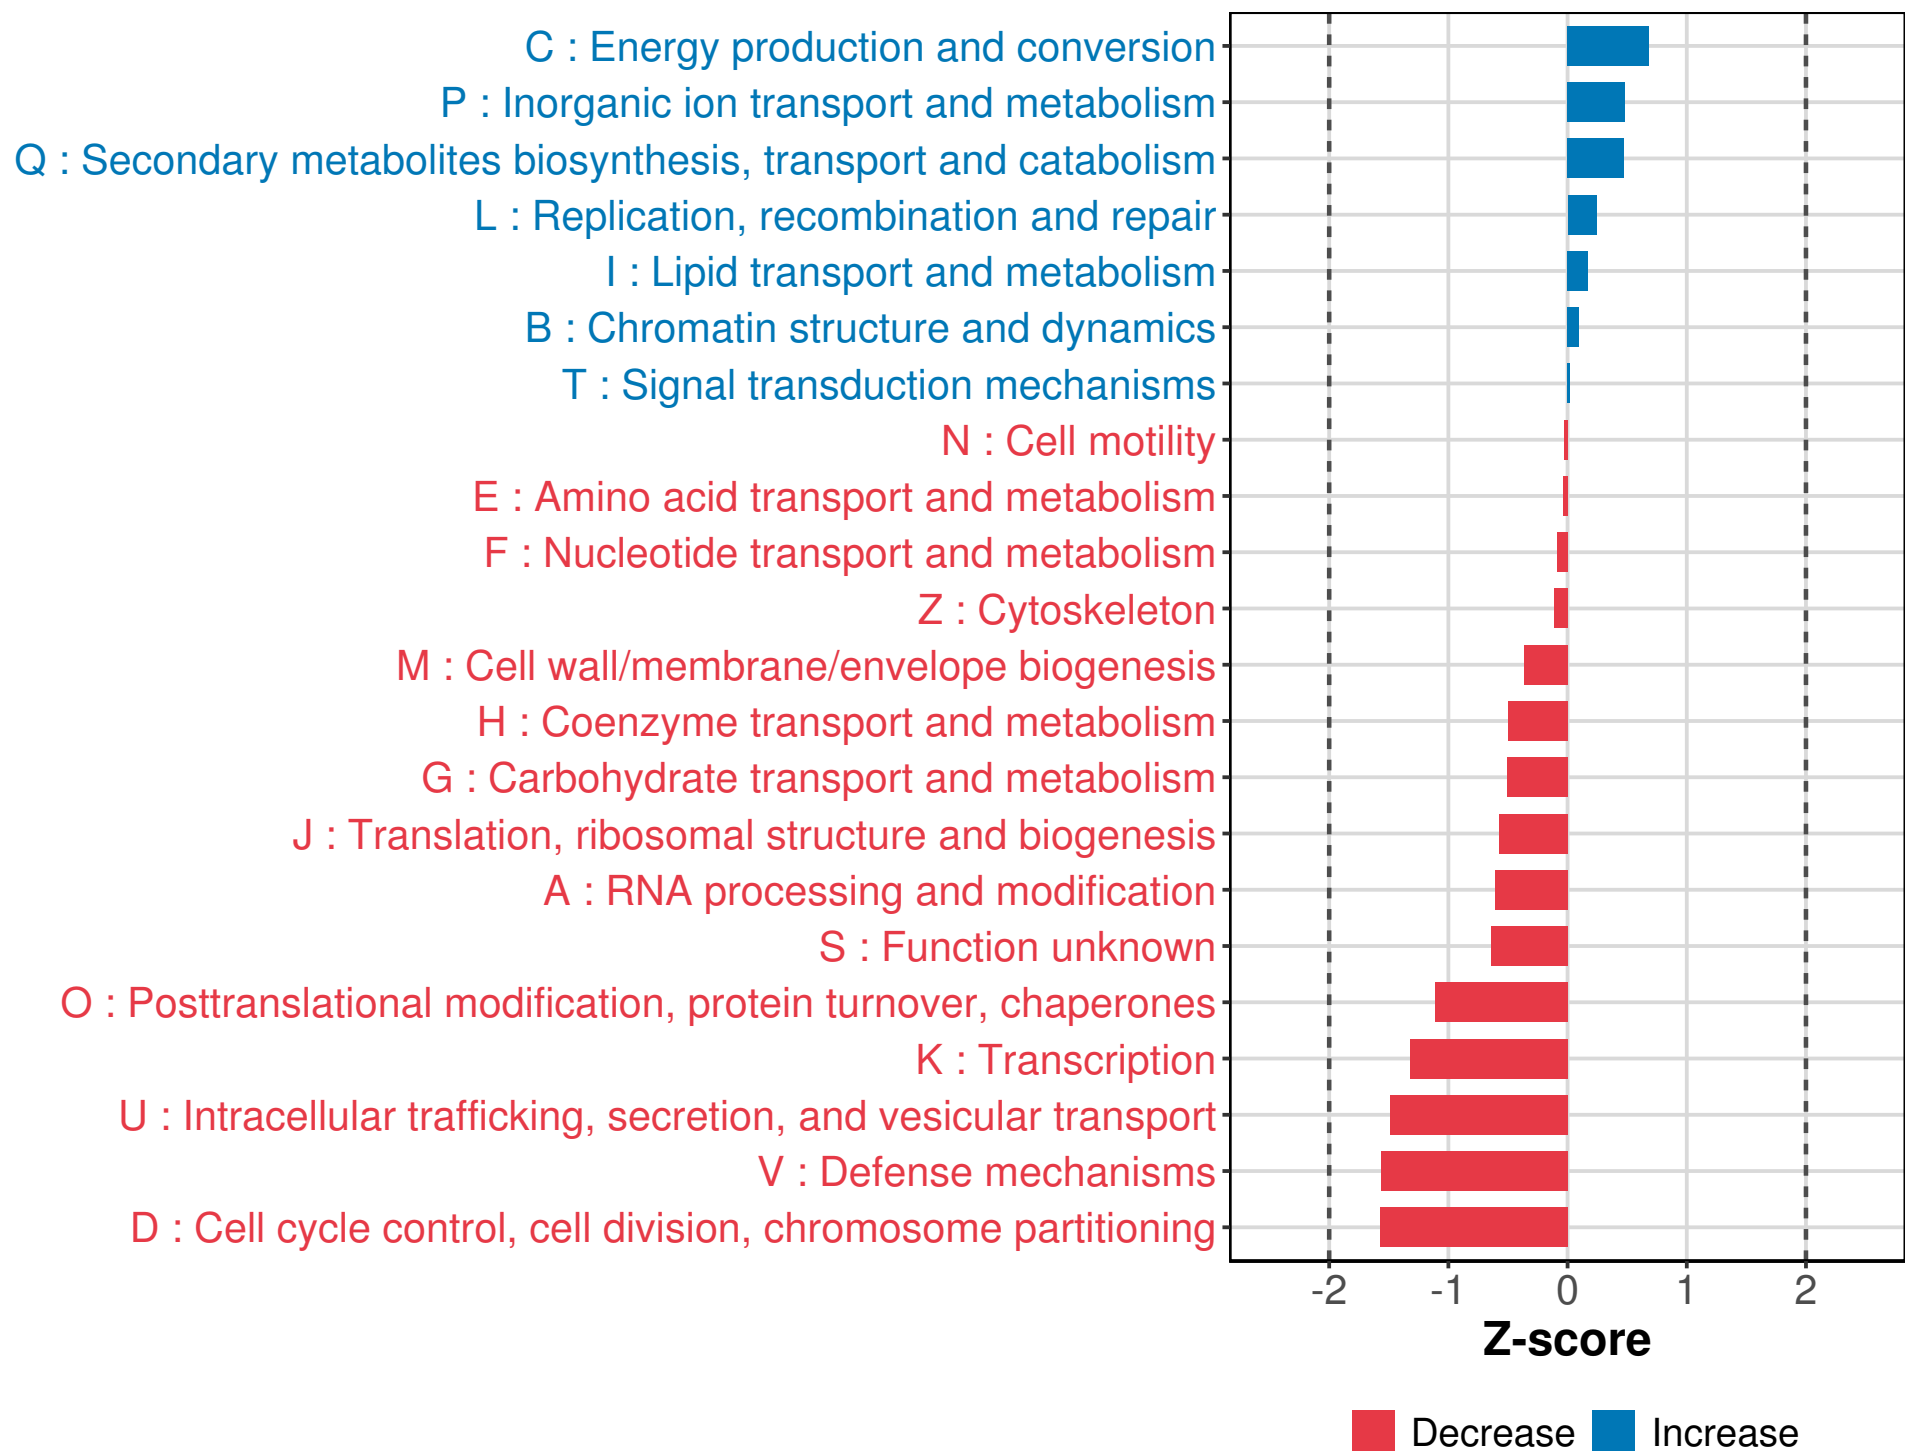 C : Energy production and conversion
P : Inorganic ion transport and metabolism
Q : Secondary metabolites biosynthesis, transport and catabolism
L : Replication, recombination and repair
I : Lipid transport and metabolism
B : Chromatin structure and dynamics
T : Signal transduction mechanisms
N : Cell motility
E : Amino acid transport and metabolism
F : Nucleotide transport and metabolism
Z : Cytoskeleton
M : Cell wall/membrane/envelope biogenesis
H : Coenzyme transport and metabolism
G : Carbohydrate transport and metabolism
J : Translation, ribosomal structure and biogenesis
A : RNA processing and modification
S : Function unknown
O : Posttranslational modification, protein turnover, chaperones
K : Transcription
U : Intracellular trafficking, secretion, and vesicular transport
V : Defense mechanisms
D : Cell cycle control, cell division, chromosome partitioning
-2 -1 0 1 2
Z-score
Decrease Increase